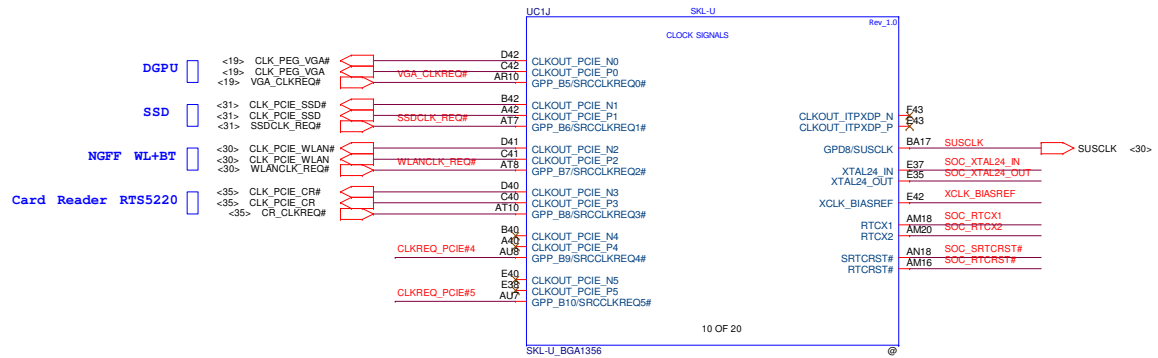 UC1J SKL-U
Rev_1.0
CLOCK SIGNALS
DGPU
<19> CLK_PEG_VGA# D42 CLKOUT_PCIE_N0
<19> CLK_PEG_VGA C42 CLKOUT_PCIE_P0
<19> VGA_CLKREQ# VGA_CLKREQ# AR10 GPP_B5/SRCCLKREQ0#
SSD
<31> CLK_PCIE_SSD# B42 CLKOUT_PCIE_N1
<31> CLK_PCIE_SSD A42 CLKOUT_PCIE_P1
<31> SSDCLK_REQ# SSDCLK_REQ# AT7 GPP_B6/SRCCLKREQ1#
NGFF WL+BT
<30> CLK_PCIE_WLAN# D41 CLKOUT_PCIE_N2
<30> CLK_PCIE_WLAN C41 CLKOUT_PCIE_P2
<30> WLANCLK_REQ# WLANCLK_REQ# AT8 GPP_B7/SRCCLKREQ2#
Card Reader RTS5220
<35> CLK_PCIE_CR# D40 CLKOUT_PCIE_N3
<35> CLK_PCIE_CR C40 CLKOUT_PCIE_P3
<35> CR_CLKREQ# AT10 GPP_B8/SRCCLKREQ3#
B40 CLKOUT_PCIE_N4
A40 CLKOUT_PCIE_P4
CLKREQ_PCIE#4 AU8 GPP_B9/SRCCLKREQ4#
E40 CLKOUT_PCIE_N5
E38 CLKOUT_PCIE_P5
CLKREQ_PCIE#5 AU7 GPP_B10/SRCCLKREQ5#
CLKOUT_ITPXDP_N F43
CLKOUT_ITPXDP_P E43
GPD8/SUSCLK BA17 SUSCLK SUSCLK <30>
XTAL24_IN E37 SOC_XTAL24_IN
XTAL24_OUT E35 SOC_XTAL24_OUT
XCLK_BIASREF E42 XCLK_BIASREF
RTCX1 AM18 SOC_RTCX1
RTCX2 AM20 SOC_RTCX2
SRTCRST# AN18 SOC_SRTCRST#
RTCRST# AM16 SOC_RTCRST#
10 OF 20
SKL-U_BGA1356 @